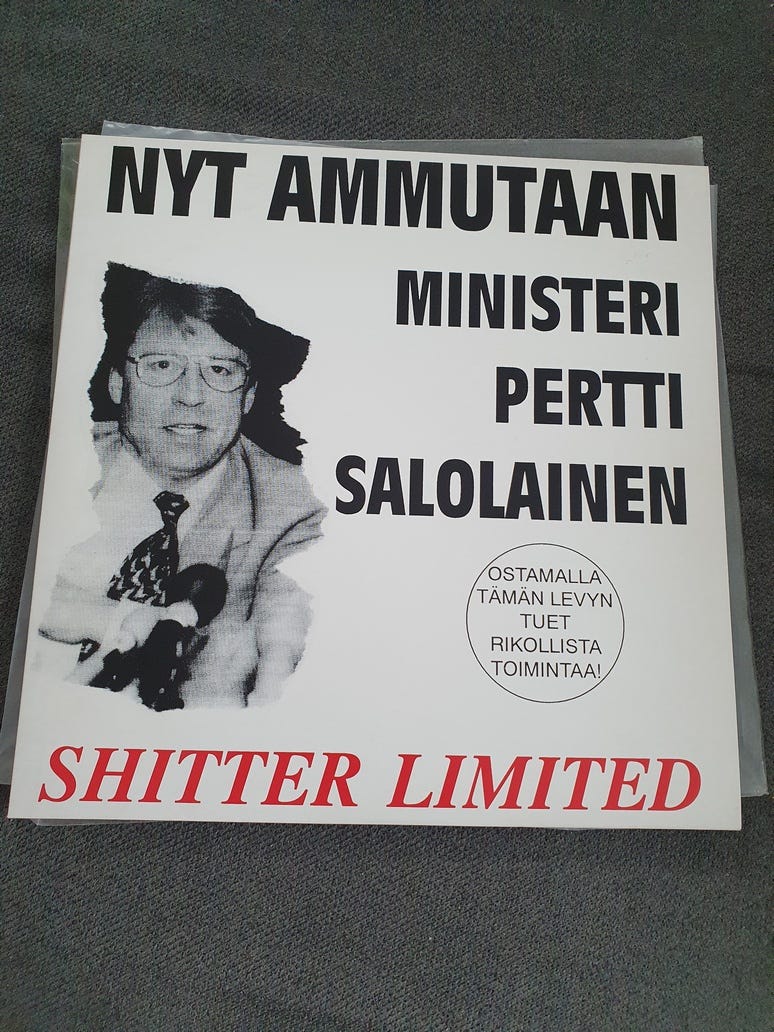 NYT AMMUTAAN
MINISTERI
PERTTI
SALOLAINEN
OSTAMALLA
TÄMÄN LEVYN
TUET
RIKOLLISTA
TOIMINTAA!
SHITTER LIMITED